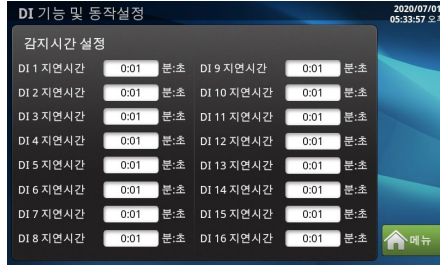 DI 기능 및 동작설정
2020/07/01
05:33:57 오후
감지시간 설정
DI 1 지연시간 0:01 분:초 DI 9 지연시간 0:01 분:초
DI 2 지연시간 0:01 분:초 DI 10 지연시간 0:01 분:초
DI 3 지연시간 0:01 분:초 DI 11 지연시간 0:01 분:초
DI 4 지연시간 0:01 분:초 DI 12 지연시간 0:01 분:초
DI 5 지연시간 0:01 분:초 DI 13 지연시간 0:01 분:초
DI 6 지연시간 0:01 분:초 DI 14 지연시간 0:01 분:초
DI 7 지연시간 0:01 분:초 DI 15 지연시간 0:01 분:초
DI 8 지연시간 0:01 분:초 DI 16 지연시간 0:01 분:초
메뉴